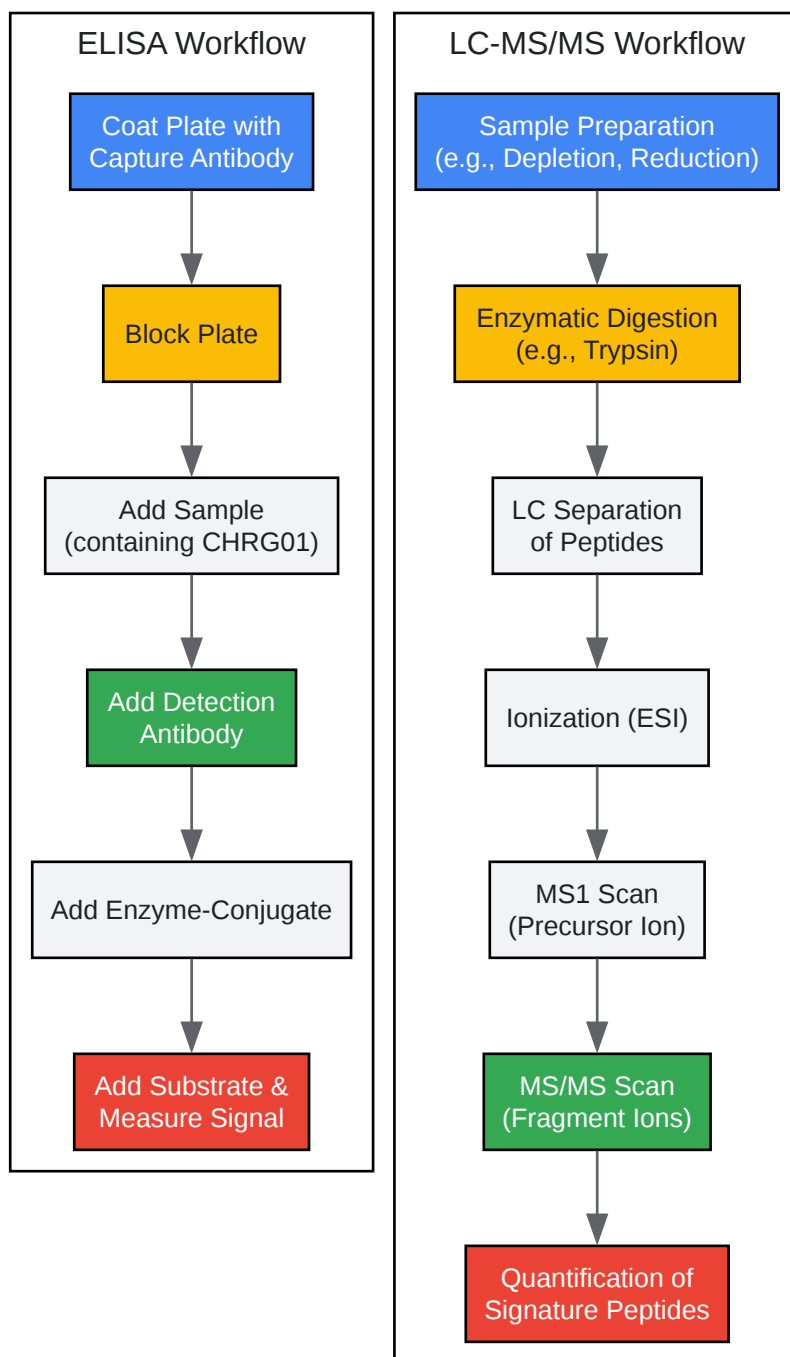 ELISA Workflow
Coat Plate with
Capture Antibody
Block Plate
Add Sample
(containing CHRG01)
Add Detection
Antibody
Add Enzyme-Conjugate
Add Substrate &
Measure Signal
LC-MS/MS Workflow
Sample Preparation
(e.g., Depletion, Reduction)
Enzymatic Digestion
(e.g., Trypsin)
LC Separation
of Peptides
Ionization (ESI)
MS1 Scan
(Precursor Ion)
MS/MS Scan
(Fragment Ions)
Quantification of
Signature Peptides